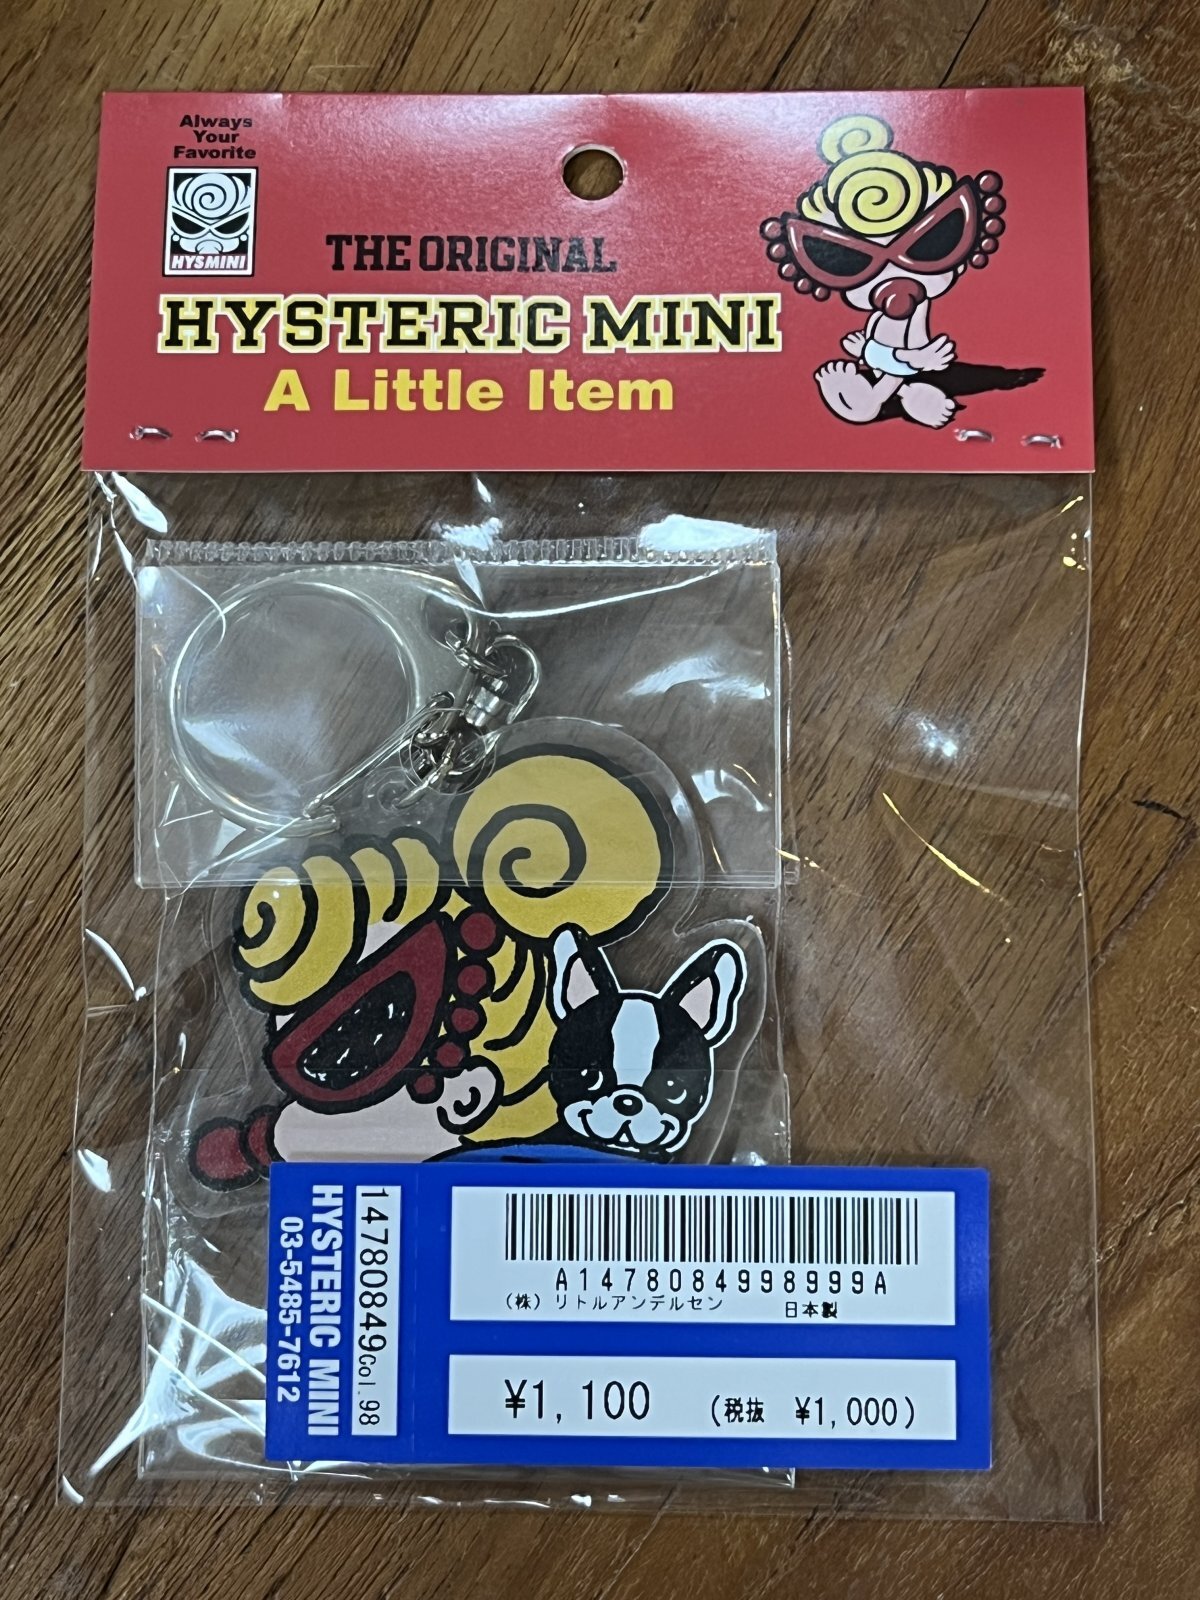 Always
Your
Favorite
HYSMINI
THE ORIGINAL
HYSTERIC MINI
A Little Item
HYSTERIC MINI
03-5485-7612
147808849Col.98
A1478084998999A
(株) リトルアンデルセン 日本製
¥1,100 (税抜 ¥1,000)